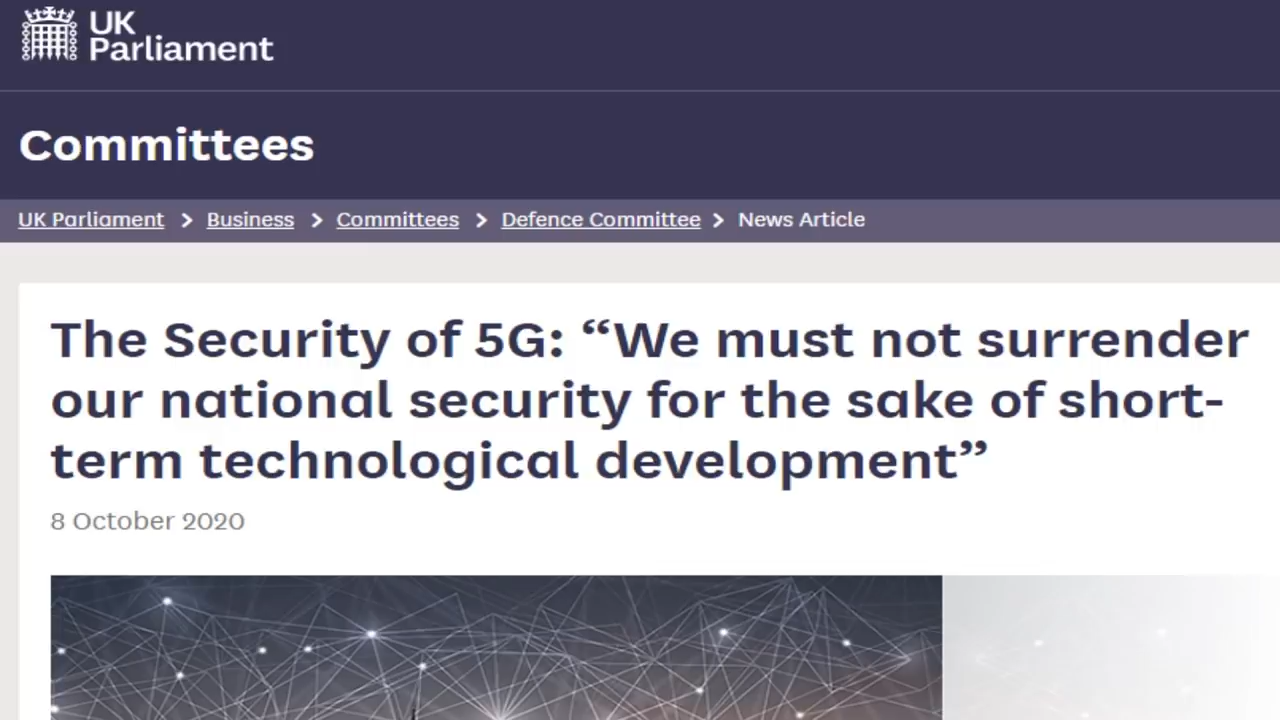 UK
Parliament
Committees
UK Parliament > Business > Committees > Defence Committee > News Article
The Security of 5G: “We must not surrender
our national security for the sake of short-
term technological development”
8 October 2020